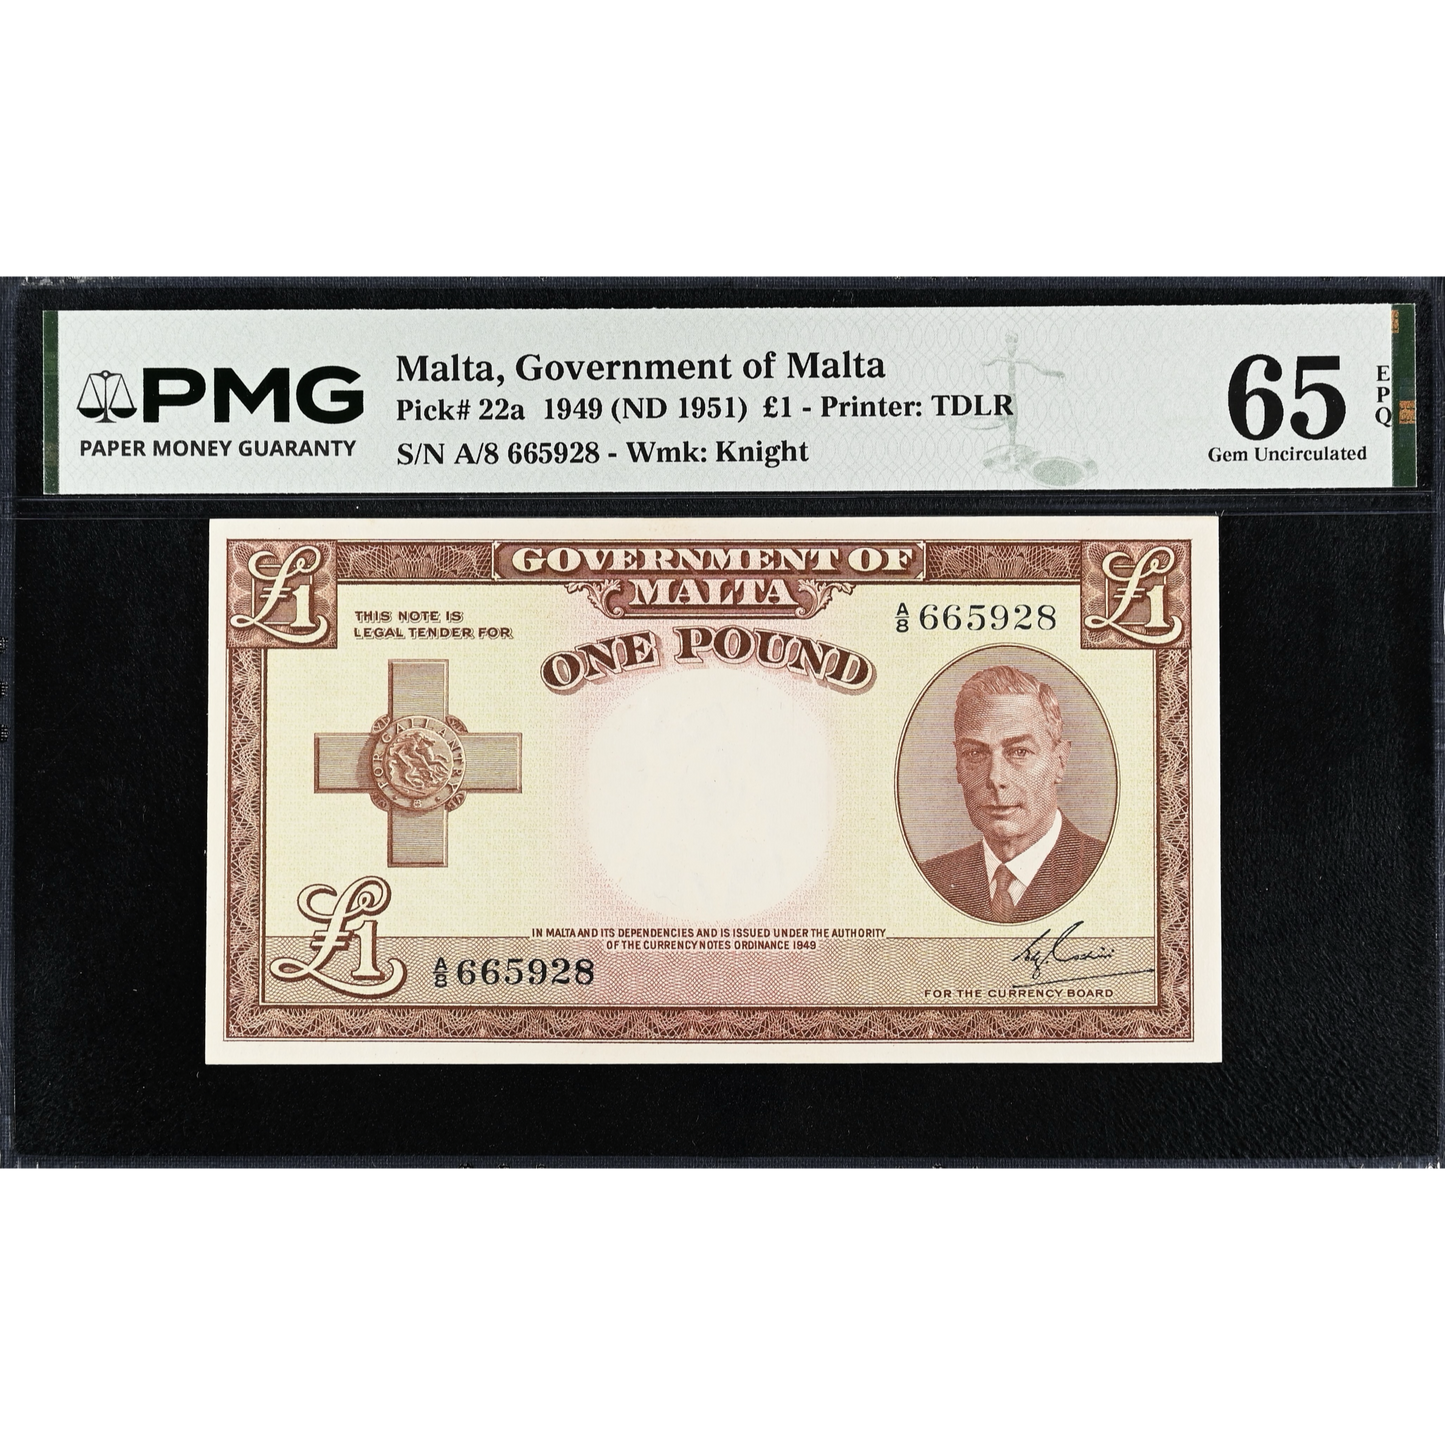 PMG
PAPER MONEY GUARANTY
Malta, Government of Malta
Pick# 22a 1949 (ND 1951) £1 - Printer: TDLR
S/N A/8 665928 - Wmk: Knight
65
EPQ
Gem Uncirculated
GOVERNMENT OF
MALTA
£1
£1
THIS NOTE IS
LEGAL TENDER FOR
A/8 665928
ONE POUND
FOR GALLANTRY
IN MALTA AND ITS DEPENDENCIES AND IS ISSUED UNDER THE AUTHORITY
OF THE CURRENCY NOTES ORDINANCE 1949
£1
A/8 665928
FOR THE CURRENCY BOARD